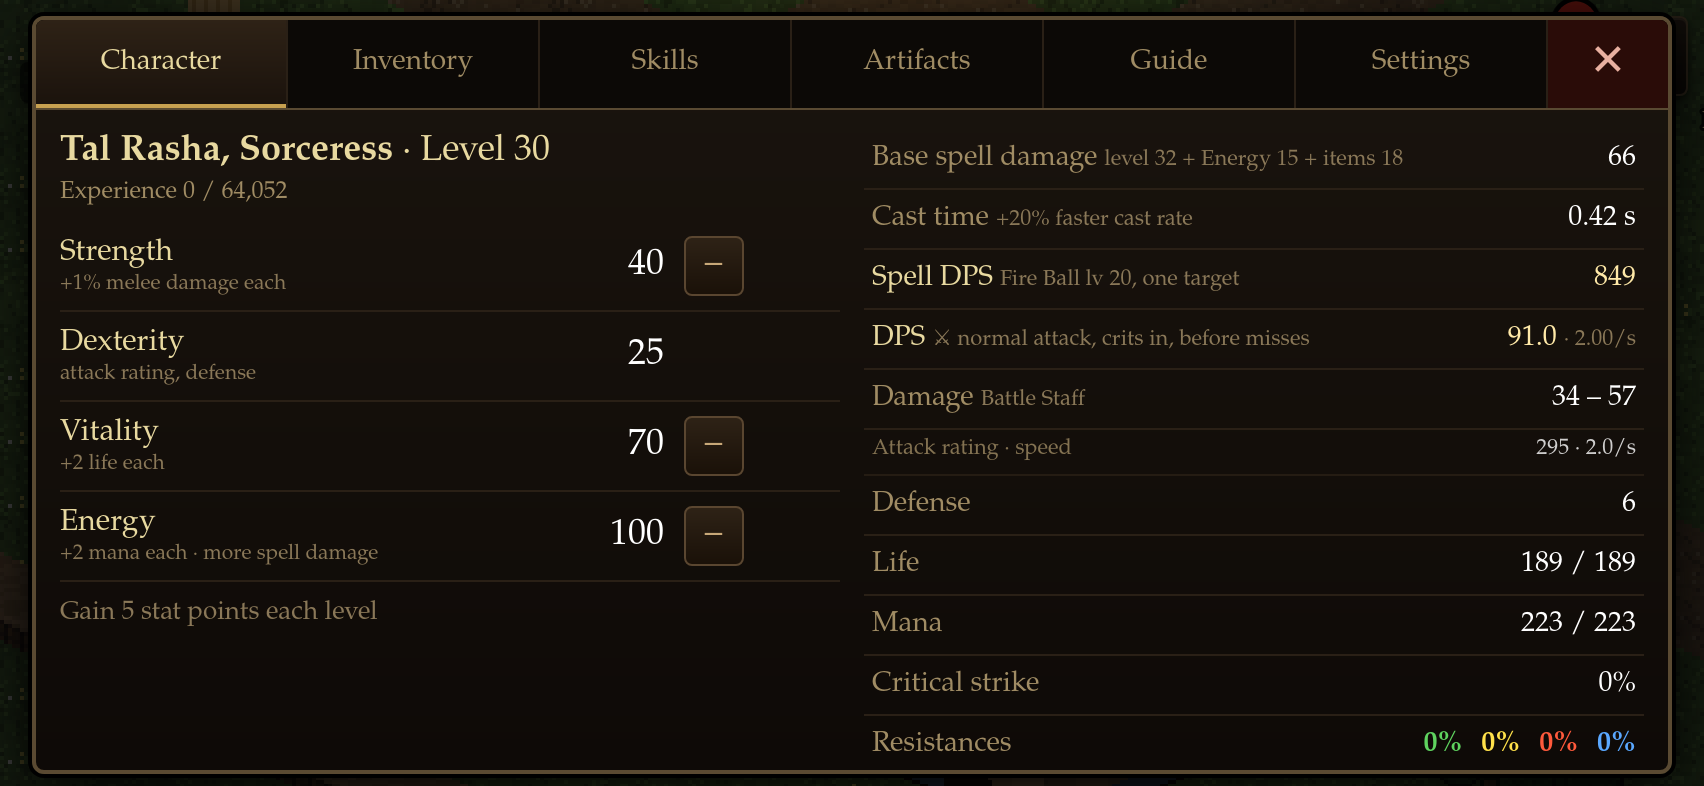 Character Inventory Skills Artifacts Guide Settings ✕
Tal Rasha, Sorceress · Level 30
Experience 0 / 64,052
Strength 40 –
+1% melee damage each
Dexterity 25
attack rating, defense
Vitality 70 –
+2 life each
Energy 100 –
+2 mana each · more spell damage
Gain 5 stat points each level
Base spell damage level 32 + Energy 15 + items 18 66
Cast time +20% faster cast rate 0.42 s
Spell DPS Fire Ball lv 20, one target 849
DPS ⚔ normal attack, crits in, before misses 91.0 · 2.00/s
Damage Battle Staff 34 – 57
Attack rating · speed 295 · 2.0/s
Defense 6
Life 189 / 189
Mana 223 / 223
Critical strike 0%
Resistances 0% 0% 0% 0%